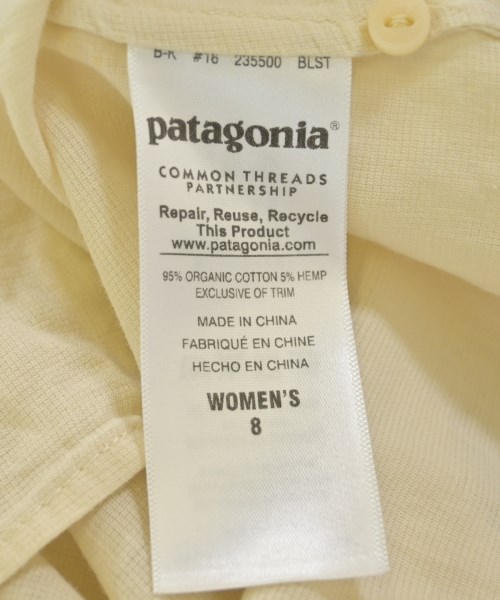 B-K #16 235500 BLST
patagonia®
COMMON THREADS
PARTNERSHIP
Repair, Reuse, Recycle
This Product
www.patagonia.com
95% ORGANIC COTTON 5% HEMP
EXCLUSIVE OF TRIM
MADE IN CHINA
FABRIQUÉ EN CHINE
HECHO EN CHINA
WOMEN'S
8